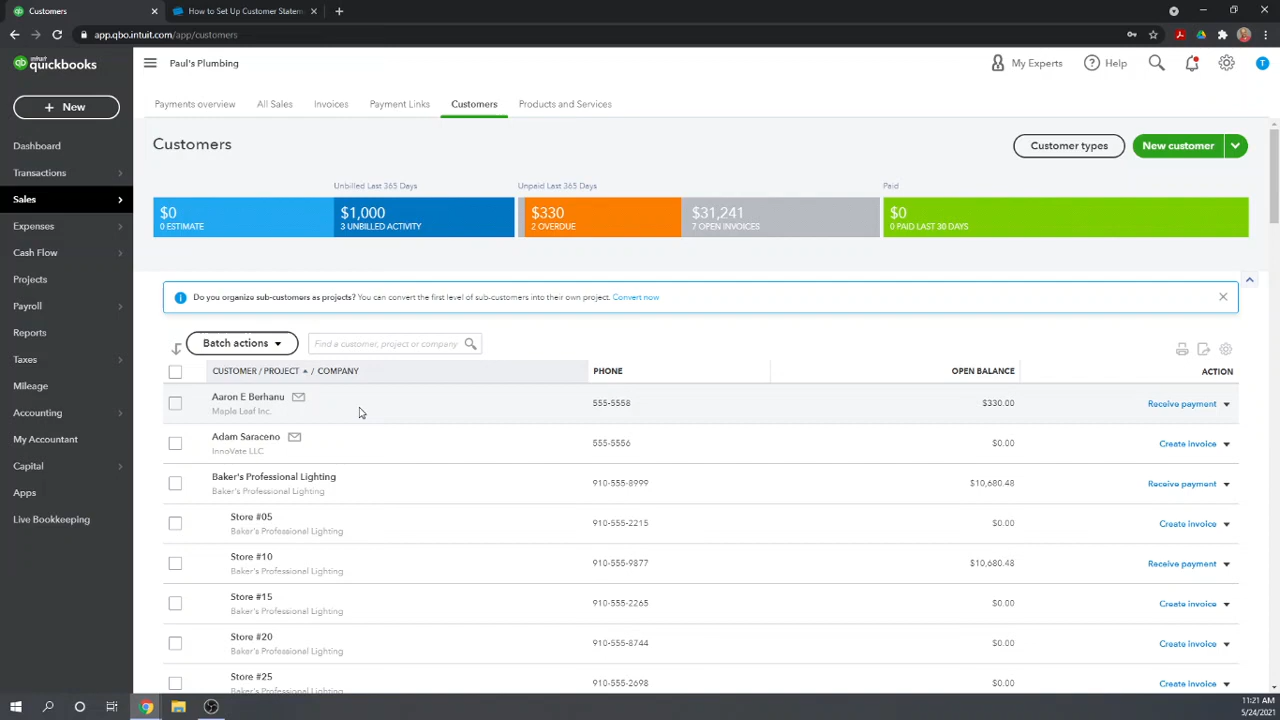 Customers
How to Set Up Customer Statem
app.qbo.intuit.com/app/customers
intuit quickbooks
Paul's Plumbing
My Experts
Help
T
+ New
Dashboard
Transactions
Sales
Expenses
Cash Flow
Projects
Payroll
Reports
Taxes
Mileage
Accounting
My Accountant
Capital
Apps
Live Bookkeeping
Payments overview
All Sales
Invoices
Payment Links
Customers
Products and Services
Customers
Customer types
New customer
Unbilled Last 365 Days
Unpaid Last 365 Days
Paid
$0
0 ESTIMATE
$1,000
3 UNBILLED ACTIVITY
$330
2 OVERDUE
$31,241
7 OPEN INVOICES
$0
0 PAID LAST 30 DAYS
Do you organize sub-customers as projects? You can convert the first level of sub-customers into their own project. Convert now
Batch actions
Find a customer, project or company
CUSTOMER / PROJECT / COMPANY PHONE OPEN BALANCE ACTION
Aaron E Berhanu
Maple Leaf Inc.
555-5558 $330.00 Receive payment
Adam Saraceno
InnoVate LLC
555-5556 $0.00 Create invoice
Baker's Professional Lighting
Baker's Professional Lighting
910-555-8999 $10,680.48 Receive payment
Store #05
Baker's Professional Lighting
910-555-2215 $0.00 Create invoice
Store #10
Baker's Professional Lighting
910-555-9877 $10,680.48 Receive payment
Store #15
Baker's Professional Lighting
910-555-2265 $0.00 Create invoice
Store #20
Baker's Professional Lighting
910-555-8744 $0.00 Create invoice
Store #25
Baker's Professional Lighting
910-555-2698 $0.00 Create invoice
11:21 AM
5/24/2021